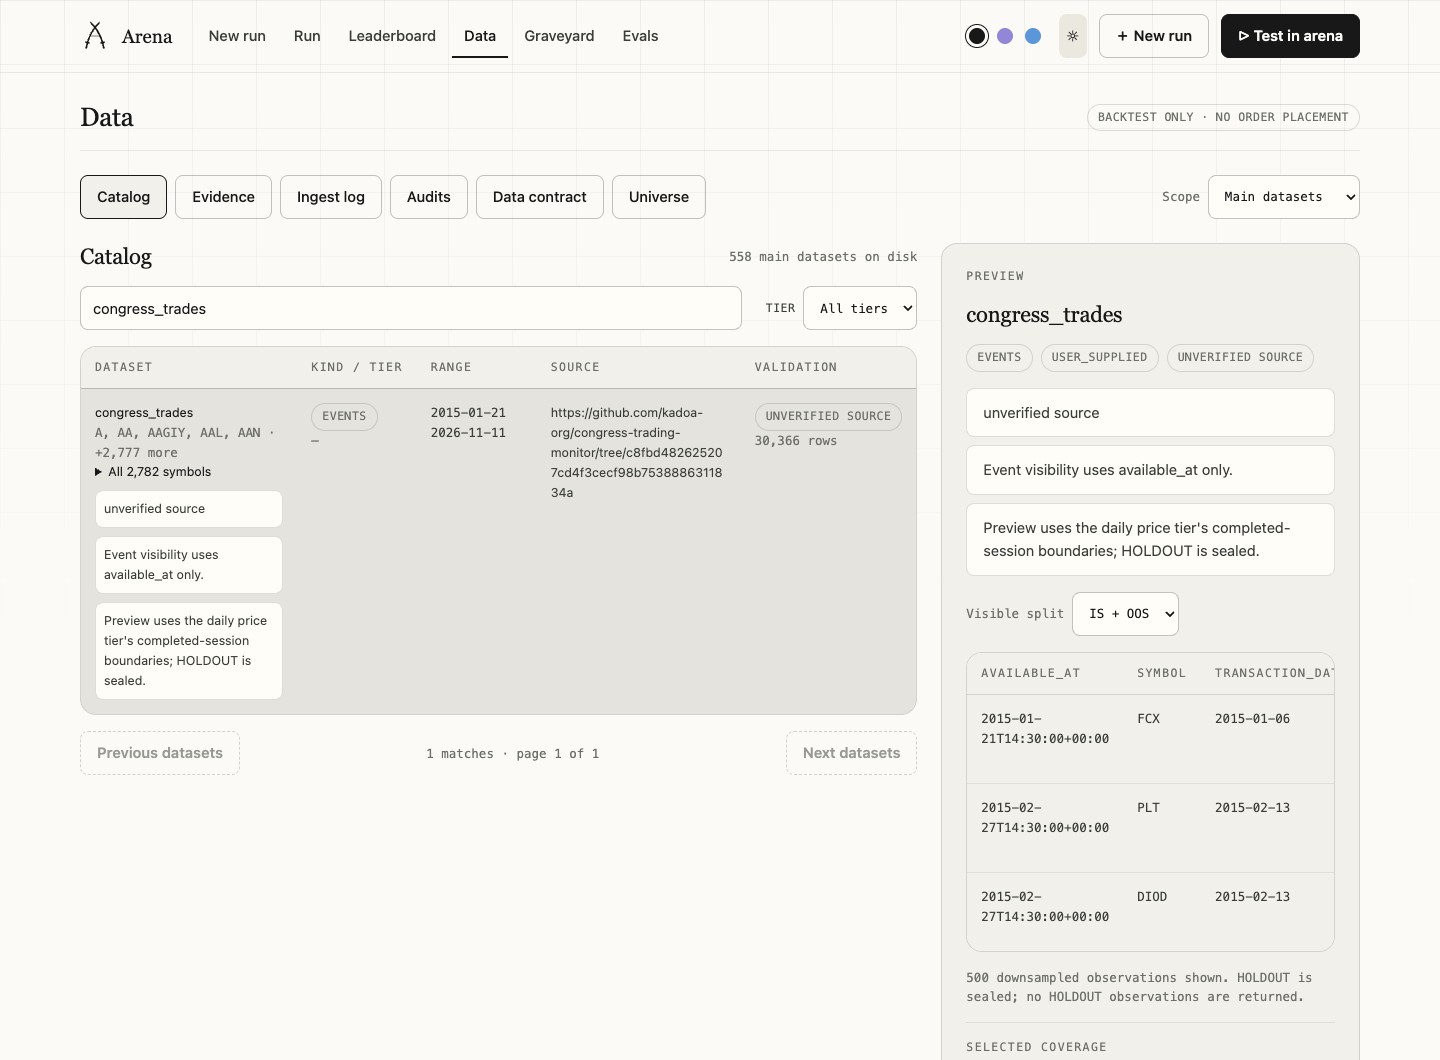 Arena
New run
Run
Leaderboard
Data
Graveyard
Evals
+ New run
Test in arena
Data
BACKTEST ONLY · NO ORDER PLACEMENT
Catalog
Evidence
Ingest log
Audits
Data contract
Universe
Scope
Main datasets
Catalog
558 main datasets on disk
congress_trades
TIER
All tiers
DATASET
KIND / TIER
RANGE
SOURCE
VALIDATION
congress_trades
A, AA, AAGIY, AAL, AAN ·
+2,777 more
All 2,782 symbols
unverified source
Event visibility uses
available_at only.
Preview uses the daily price
tier's completed-session
boundaries; HOLDOUT is
sealed.
EVENTS
—
2015-01-21
2026-11-11
https://github.com/kadoa-
org/congress-trading-
monitor/tree/c8fbd48262520
7cd4f3cecf98b75388863118
34a
UNVERIFIED SOURCE
30,366 rows
Previous datasets
1 matches · page 1 of 1
Next datasets
PREVIEW
congress_trades
EVENTS
USER_SUPPLIED
UNVERIFIED SOURCE
unverified source
Event visibility uses available_at only.
Preview uses the daily price tier's completed-
session boundaries; HOLDOUT is sealed.
Visible split
IS + OOS
AVAILABLE_AT
SYMBOL
TRANSACTION_DAT
2015-01-
21T14:30:00+00:00
FCX
2015-01-06
2015-02-
27T14:30:00+00:00
PLT
2015-02-13
2015-02-
27T14:30:00+00:00
DIOD
2015-02-13
500 downsampled observations shown. HOLDOUT is
sealed; no HOLDOUT observations are returned.
SELECTED COVERAGE